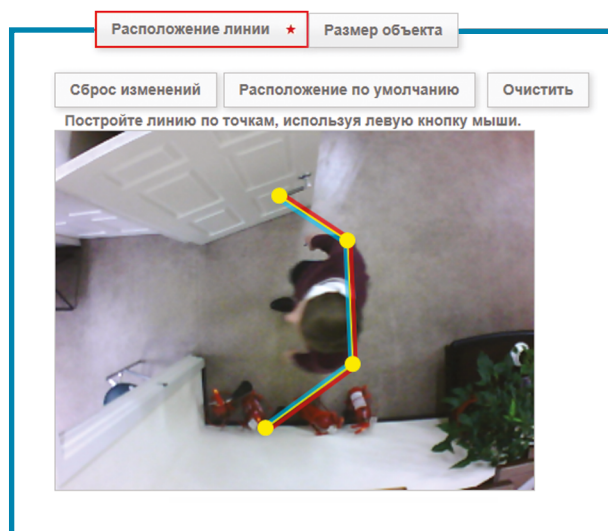 Расположение линии ★
Размер объекта
Сброс изменений
Расположение по умолчанию
Очистить
Постройте линию по точкам, используя левую кнопку мыши.